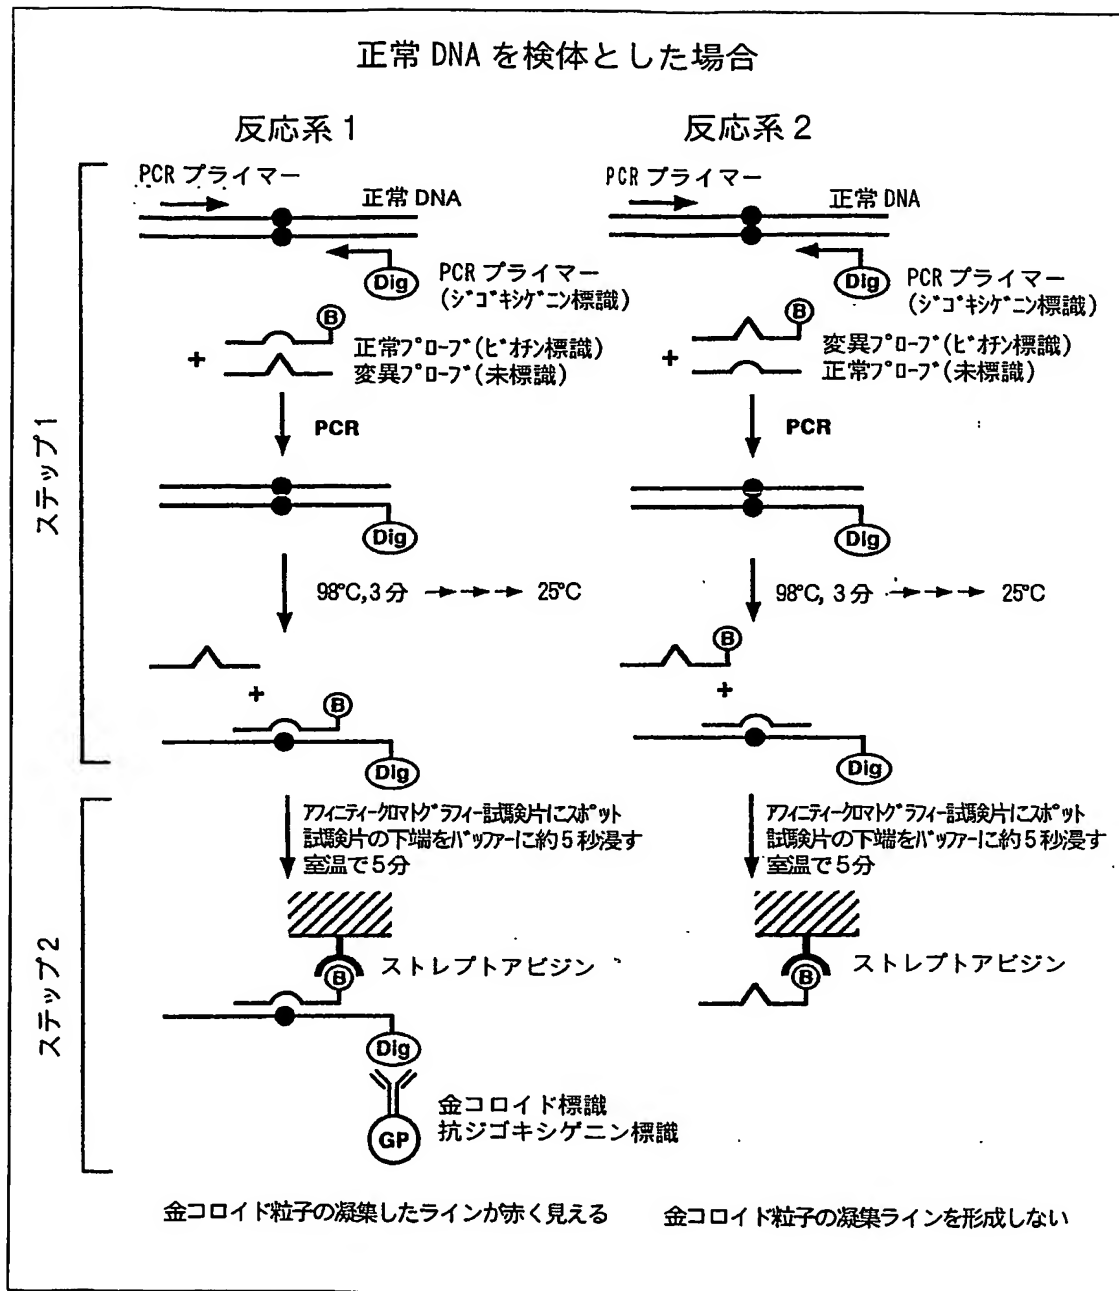 正常 DNA を検体とした場合
反応系 1
PCR プライマー
正常 DNA
Dig
PCR プライマー
(ジゴキシゲニン標識)
B
+
正常プローブ(ビオチン標識)
変異プローブ(未標識)
PCR
Dig
98°C,3分
25°C
+
B
Dig
反応系 2
PCR プライマー
正常 DNA
Dig
PCR プライマー
(ジゴキシゲニン標識)
B
+
変異プローブ(ビオチン標識)
正常プローブ(未標識)
PCR
Dig
98°C, 3分
25°C
B
+
Dig
ステップ1
アフィニティークロマトグラフィー試験片にスポット
試験片の下端をバッファーに約5秒浸す
室温で5分
B
ストレプトアビジン
Dig
GP
金コロイド標識
抗ジゴキシゲニン標識
金コロイド粒子の凝集したラインが赤く見える
アフィニティークロマトグラフィー試験片にスポット
試験片の下端をバッファーに約5秒浸す
室温で5分
B
ストレプトアビジン
金コロイド粒子の凝集ラインを形成しない
ステップ2